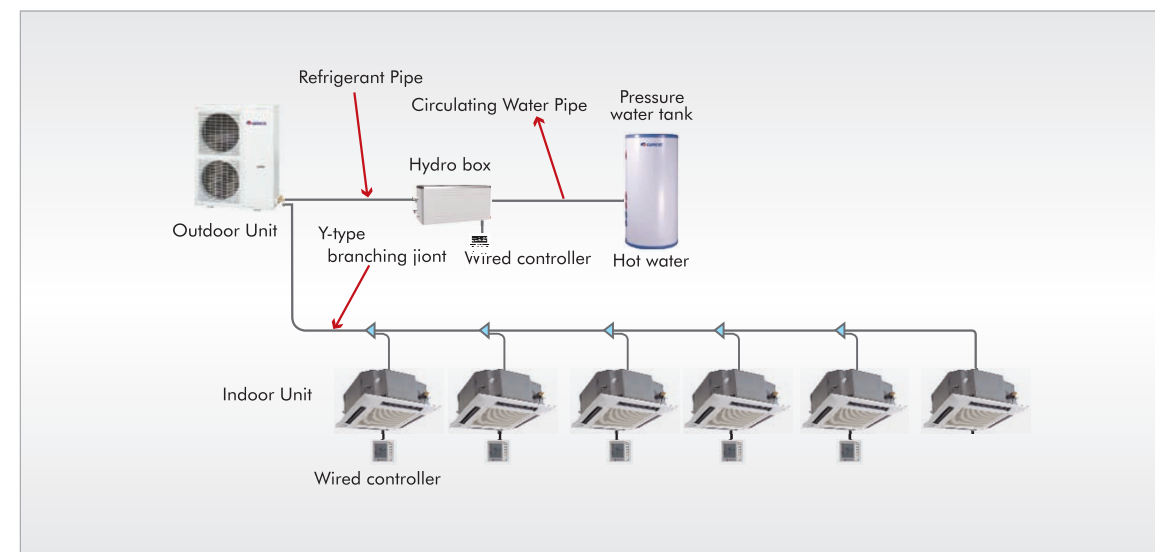 Refrigerant Pipe
Circulating Water Pipe
Pressure
water tank
Hydro box
Outdoor Unit
Y-type
branching jiont
Wired controller
Hot water
Indoor Unit
Wired controller